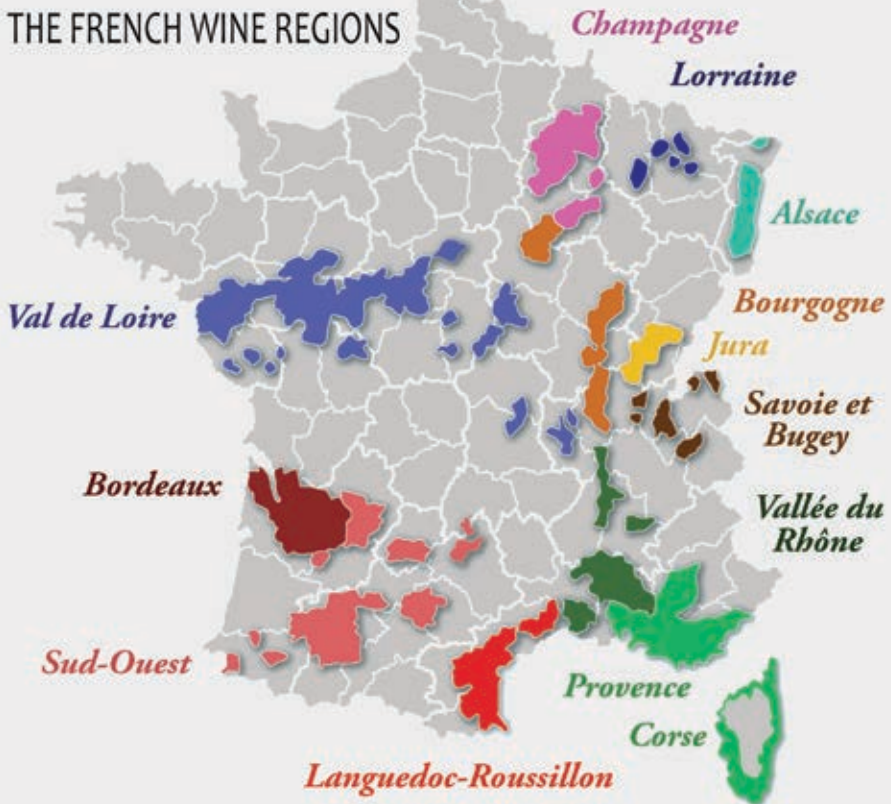 THE FRENCH WINE REGIONS
Champagne
Lorraine
Alsace
Val de Loire
Bourgogne
Jura
Savoie et
Bugey
Bordeaux
Vallée du
Rhône
Sud-Ouest
Provence
Corse
Languedoc-Roussillon